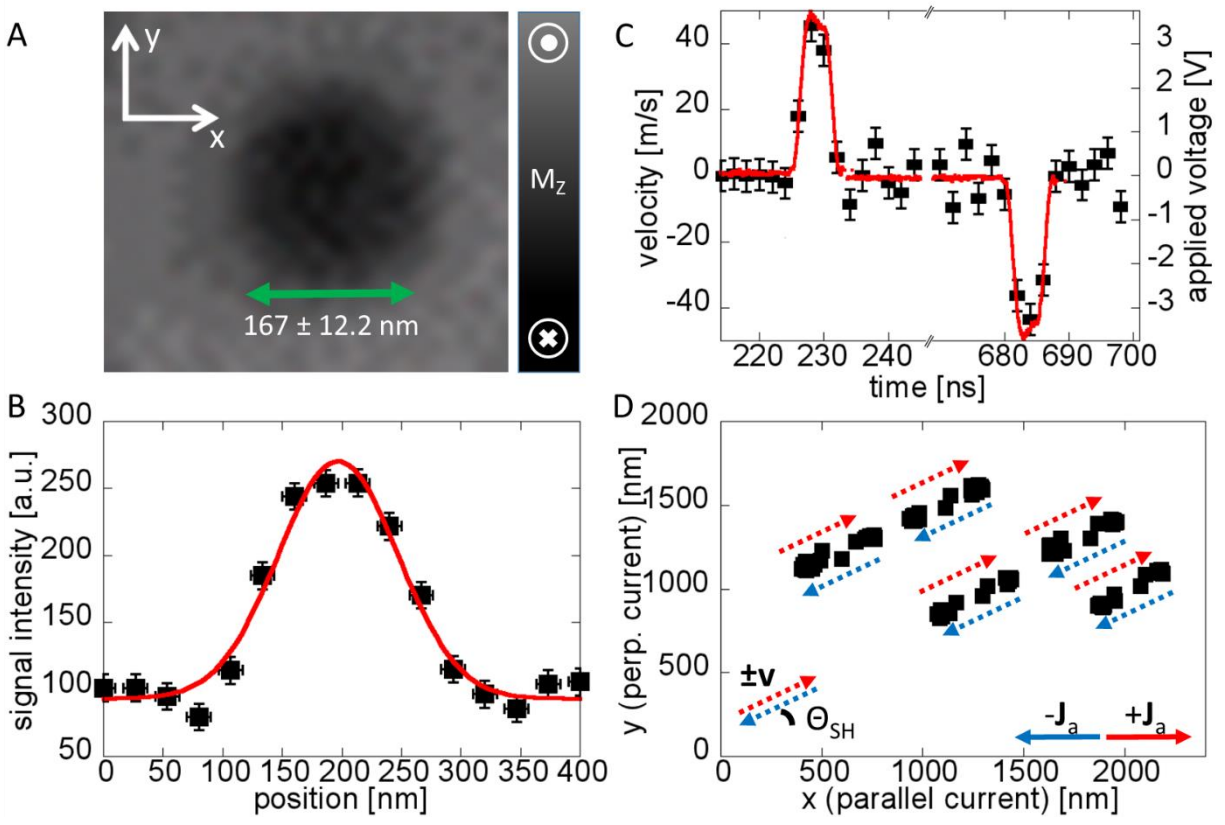 A
y
x
M_Z
167 ± 12.2 nm
B
signal intensity [a.u.]
300
250
200
150
100
50
0 50 100 150 200 250 300 350 400
position [nm]
C
velocity [m/s]
40
20
0
-20
-40
applied voltage [V]
3
2
1
0
-1
-2
-3
220 230 240 680 690 700
time [ns]
D
y (perp. current) [nm]
2000
1500
1000
500
0
±v
Θ_SH
-J_a +J_a
0 500 1000 1500 2000
x (parallel current) [nm]